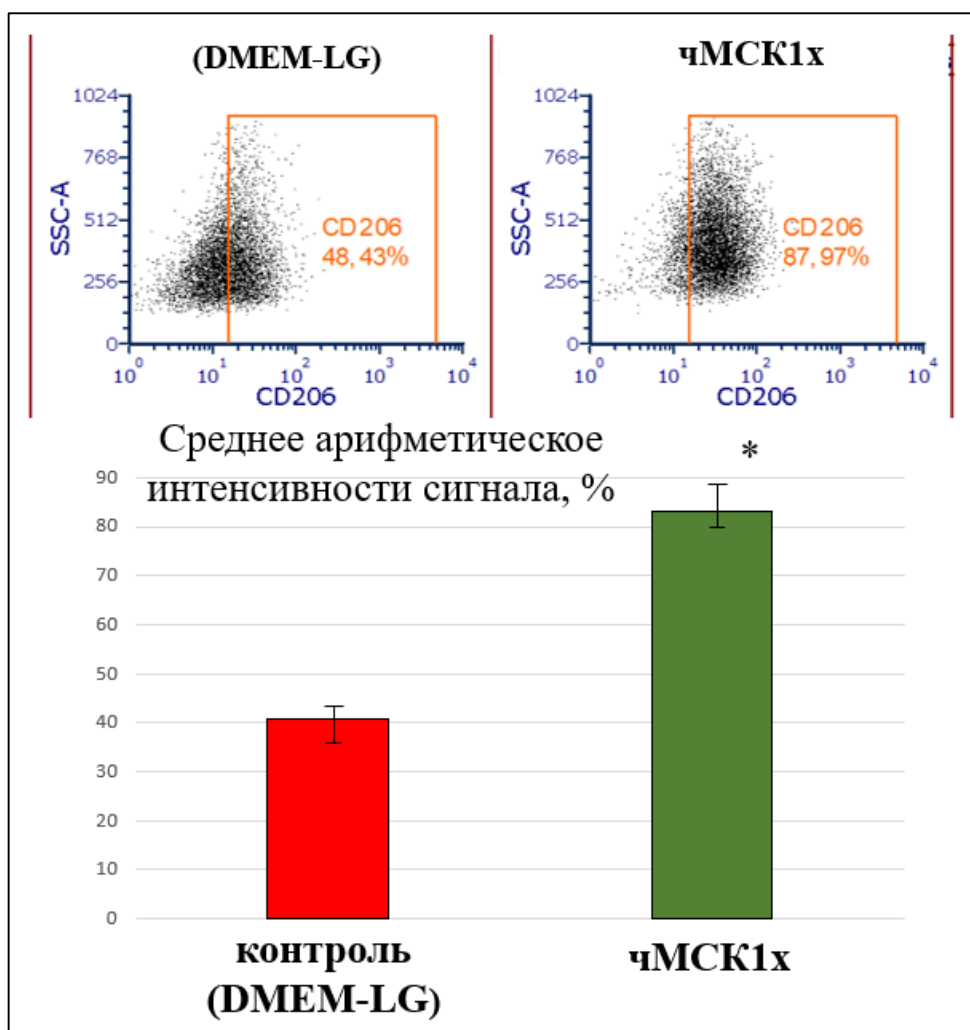 (DMEM-LG)
1024
768
512
256
0
SSC-A
CD206
48, 43%
10⁰ 10¹ 10² 10³ 10⁴
CD206
чМСК1х
1024
768
512
256
0
SSC-A
CD206
87, 97%
10⁰ 10¹ 10² 10³ 10⁴
CD206
Среднее арифметическое
интенсивности сигнала, %
*
90
80
70
60
50
40
30
20
10
0
контроль
(DMEM-LG)
чМСК1х